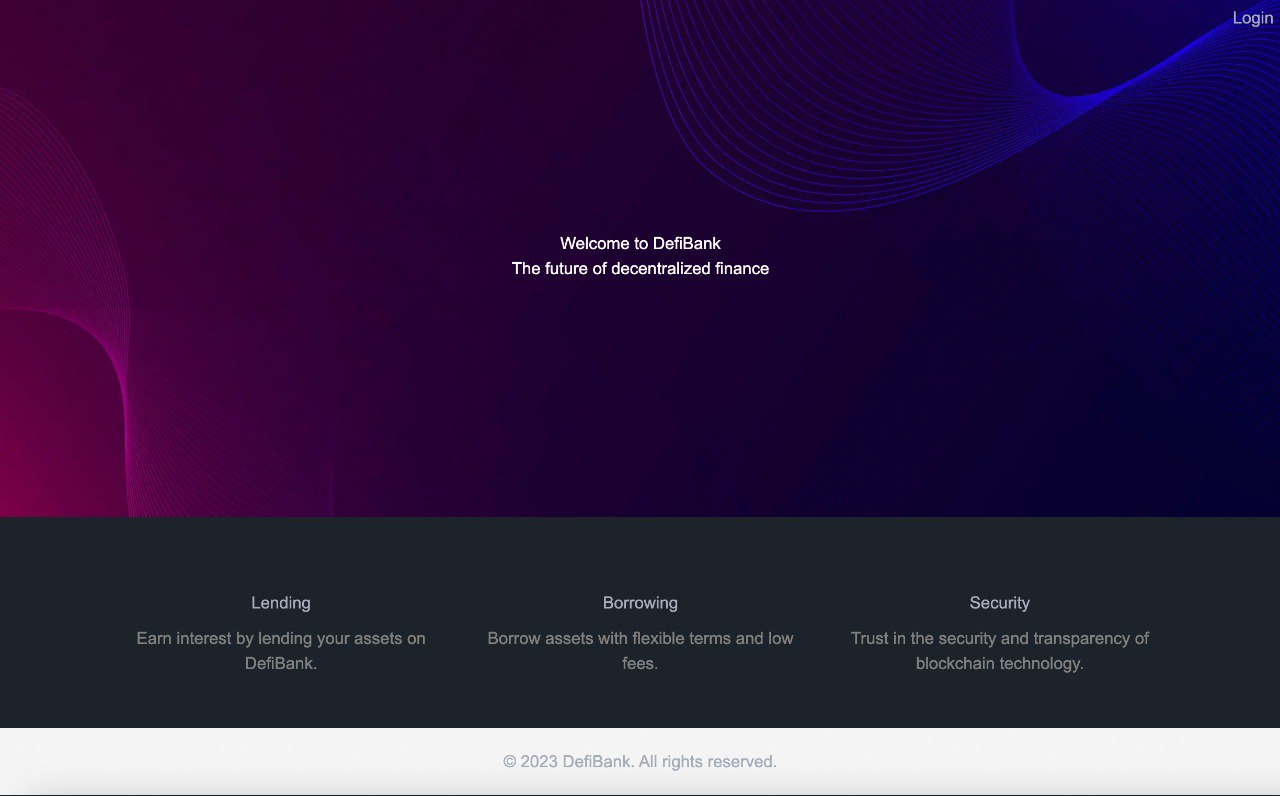 Login
Welcome to DefiBank
The future of decentralized finance
Lending
Earn interest by lending your assets on
DefiBank.
Borrowing
Borrow assets with flexible terms and low
fees.
Security
Trust in the security and transparency of
blockchain technology.
© 2023 DefiBank. All rights reserved.